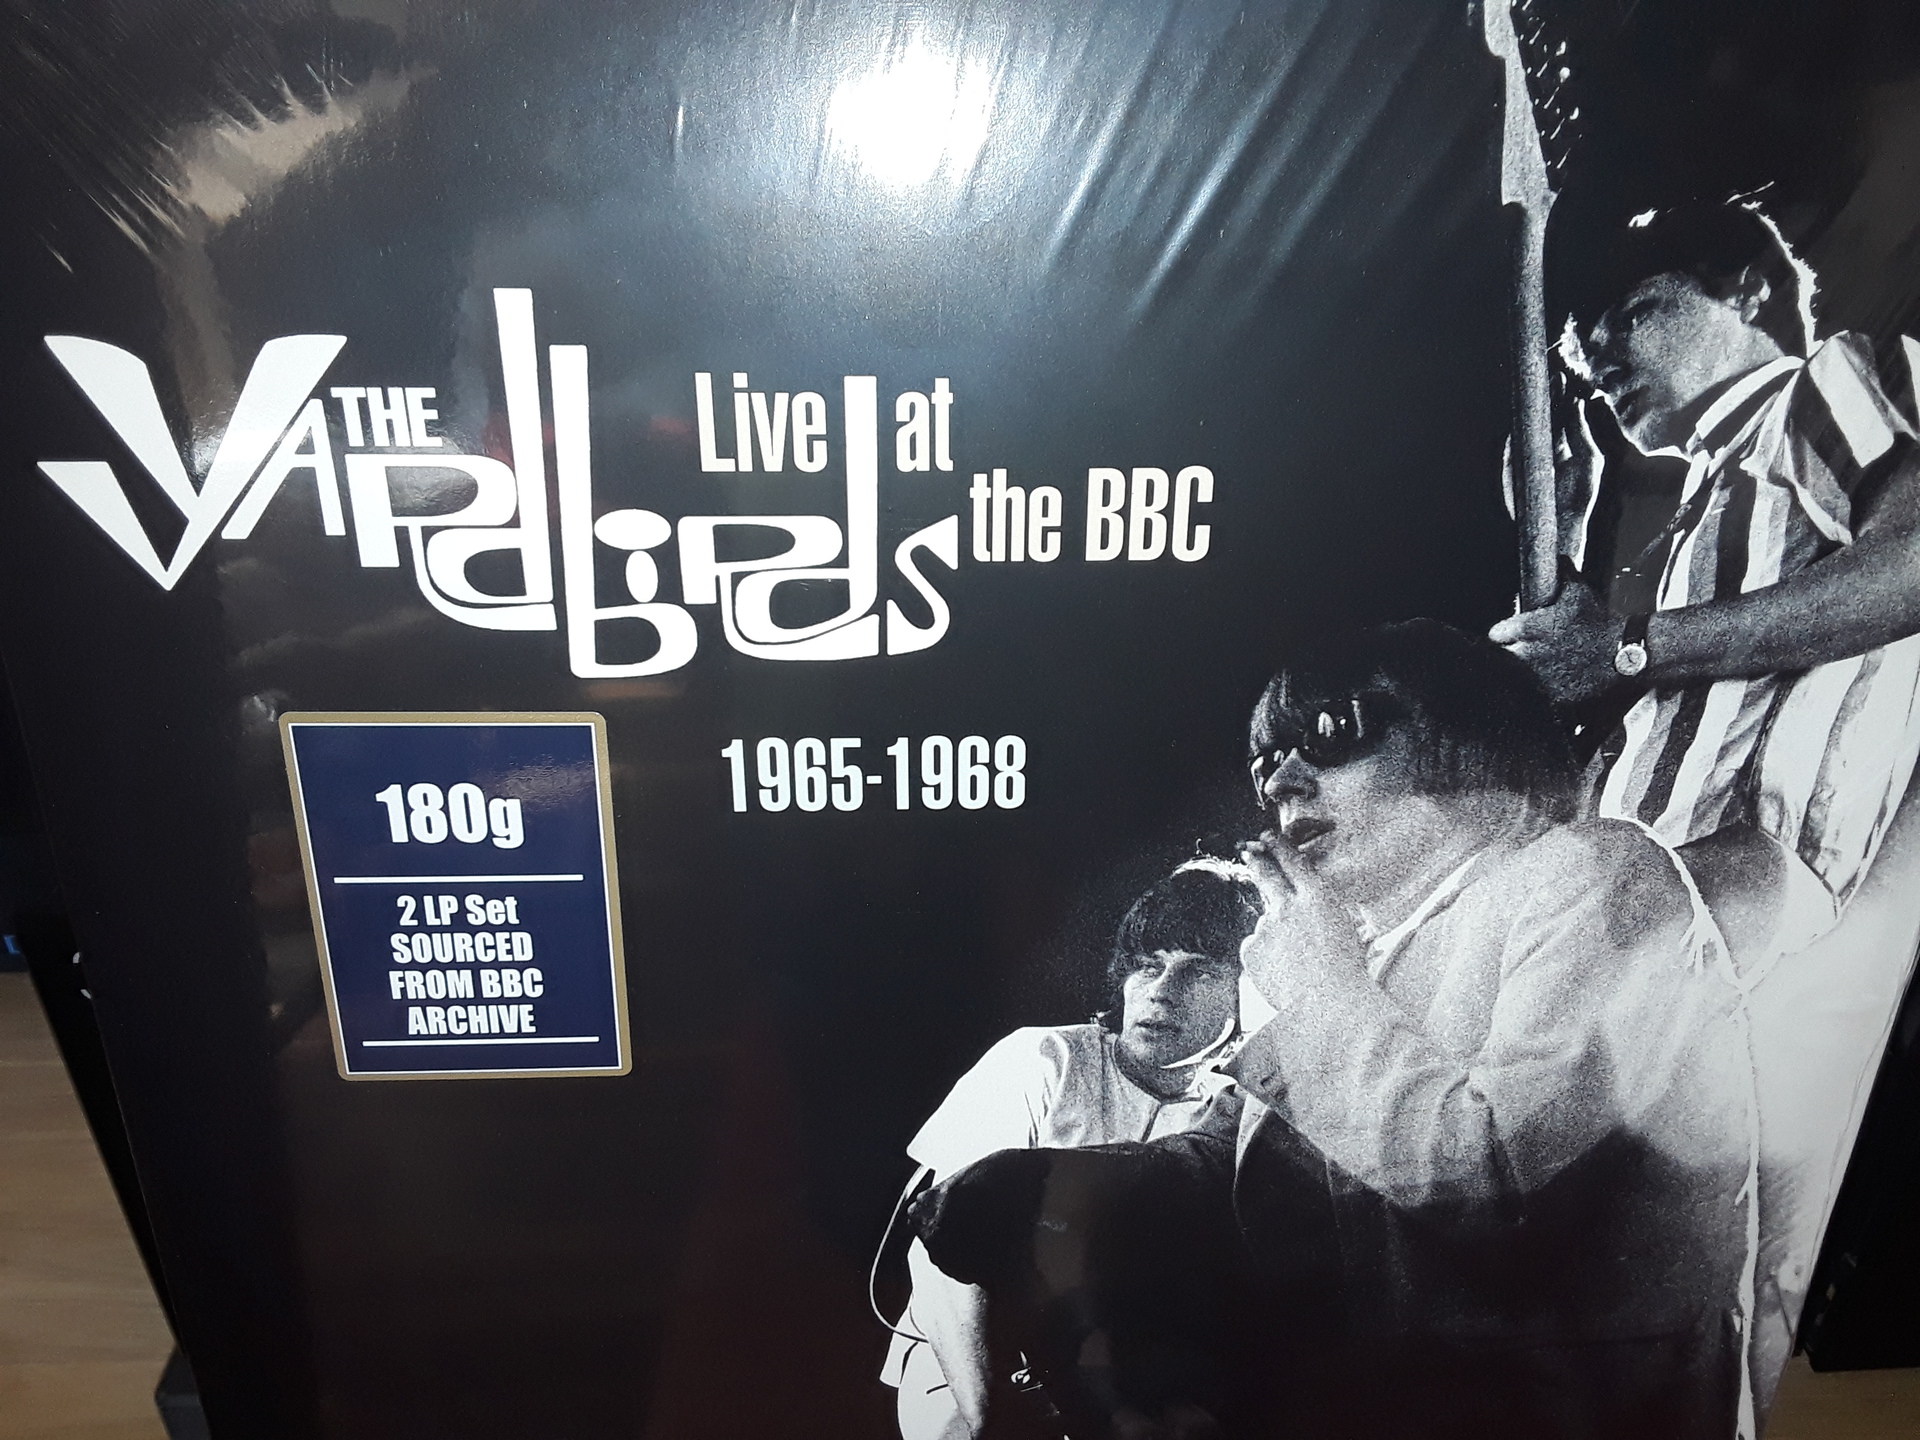 THE
YARdbiRds
Live at
the BBC
1965-1968
180g
2 LP Set
SOURCED
FROM BBC
ARCHIVE